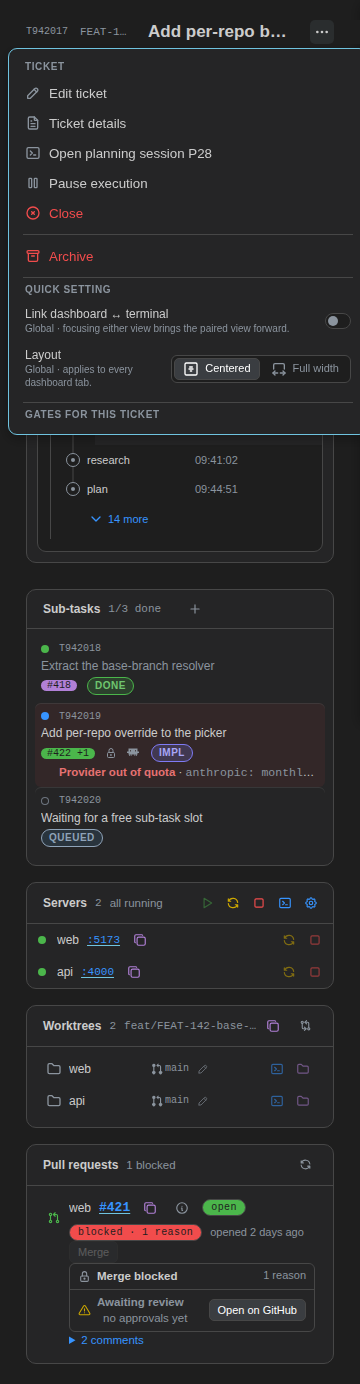 T942017 FEAT-1… Add per-repo b…
TICKET
Edit ticket
Ticket details
Open planning session P28
Pause execution
Close
Archive
QUICK SETTING
Link dashboard ↔ terminal
Global · focusing either view brings the paired view forward.
Layout
Global · applies to every
dashboard tab.
Centered Full width
GATES FOR THIS TICKET
research 09:41:02
plan 09:44:51
14 more
Sub-tasks 1/3 done
T942018
Extract the base-branch resolver
#418 DONE
T942019
Add per-repo override to the picker
#422 +1 IMPL
Provider out of quota · anthropic: monthl…
T942020
Waiting for a free sub-task slot
QUEUED
Servers 2 all running
web :5173
api :4000
Worktrees 2 feat/FEAT-142-base-…
web main
api main
Pull requests 1 blocked
web #421 open
blocked · 1 reason opened 2 days ago
Merge
Merge blocked 1 reason
Awaiting review
no approvals yet
Open on GitHub
2 comments